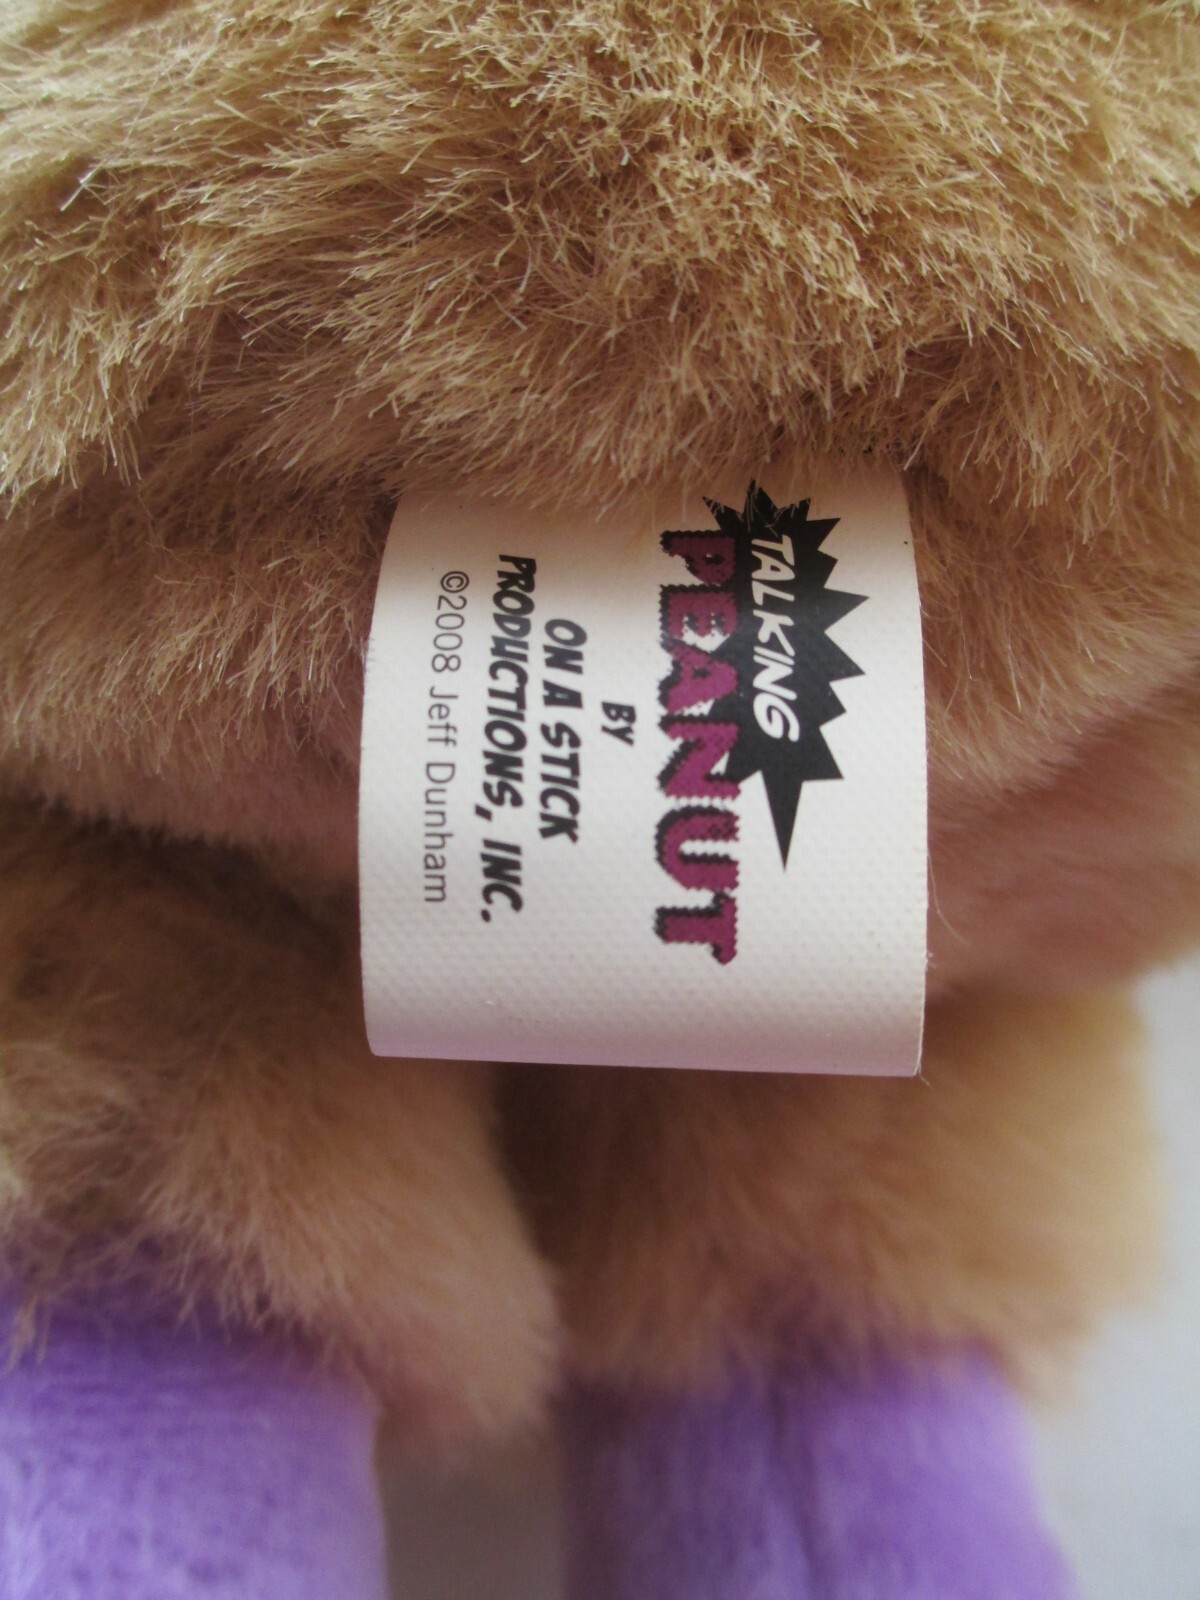 TALKING
PEANUT
BY
ON A STICK
PRODUCTIONS, INC.
©2008 Jeff Dunham